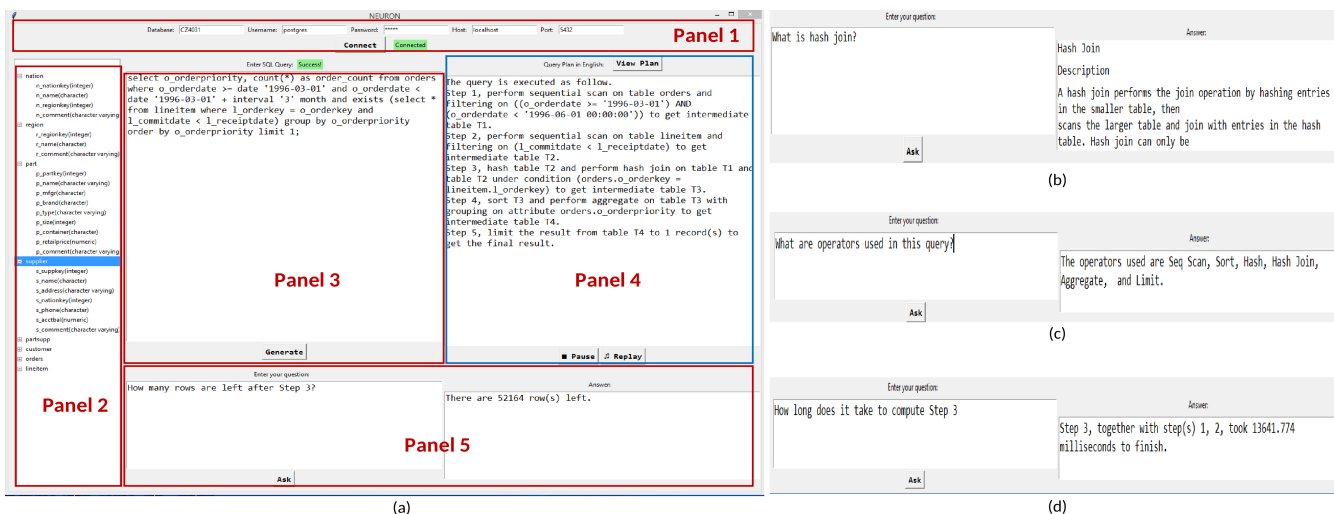 NEURON
Database: CZ4031 Username: postgres Password: ***** Host: localhost Port: 5432
Panel 1
Connect Connected
nation
n_nationkey(integer)
n_name(character)
n_regionkey(integer)
n_comment(character varying)
region
r_regionkey(integer)
r_name(character)
r_comment(character varying)
part
p_partkey(integer)
p_name(character varying)
p_mfgr(character)
p_brand(character)
p_type(character varying)
p_size(integer)
p_container(character)
p_retailprice(numeric)
p_comment(character varying
supplier
s_suppkey(integer)
s_name(character)
s_address(character varying)
s_nationkey(integer)
s_phone(character)
s_acctbal(numeric)
s_comment(character varying
partsupp
customer
orders
lineitem
Panel 2
Enter SQL Query: Success!
select o_orderpriority, count(*) as order_count from orders
where o_orderdate >= date '1996-03-01' and o_orderdate <
date '1996-03-01' + interval '3' month and exists (select *
from lineitem where l_orderkey = o_orderkey and
l_commitdate < l_receiptdate) group by o_orderpriority
order by o_orderpriority limit 1;
Panel 3
Generate
Query Plan in English: View Plan
The query is executed as follow.
Step 1, perform sequential scan on table orders and
filtering on ((o_orderdate >= '1996-03-01') AND
(o_orderdate < '1996-06-01 00:00:00')) to get intermediate
table T1.
Step 2, perform sequential scan on table lineitem and
filtering on (l_commitdate < l_receiptdate) to get
intermediate table T2.
Step 3, hash table T2 and perform hash join on table T1 and
table T2 under condition (orders.o_orderkey =
lineitem.l_orderkey) to get intermediate table T3.
Step 4, sort T3 and perform aggregate on table T3 with
grouping on attribute orders.o_orderpriority to get
intermediate table T4.
Step 5, limit the result from table T4 to 1 record(s) to
get the final result.
Panel 4
Pause Replay
Enter your question:
How many rows are left after Step 3?
Ask
Answer:
There are 52164 row(s) left.
Panel 5
(a)
Enter your question:
What is hash join?
Ask
Answer:
Hash Join
Description
A hash join performs the join operation by hashing entries
in the smaller table, then
scans the larger table and join with entries in the hash
table. Hash join can only be
(b)
Enter your question:
What are operators used in this query?
Ask
Answer:
The operators used are Seq Scan, Sort, Hash, Hash Join,
Aggregate, and Limit.
(c)
Enter your question:
How long does it take to compute Step 3
Ask
Answer:
Step 3, together with step(s) 1, 2, took 13641.774
milliseconds to finish.
(d)